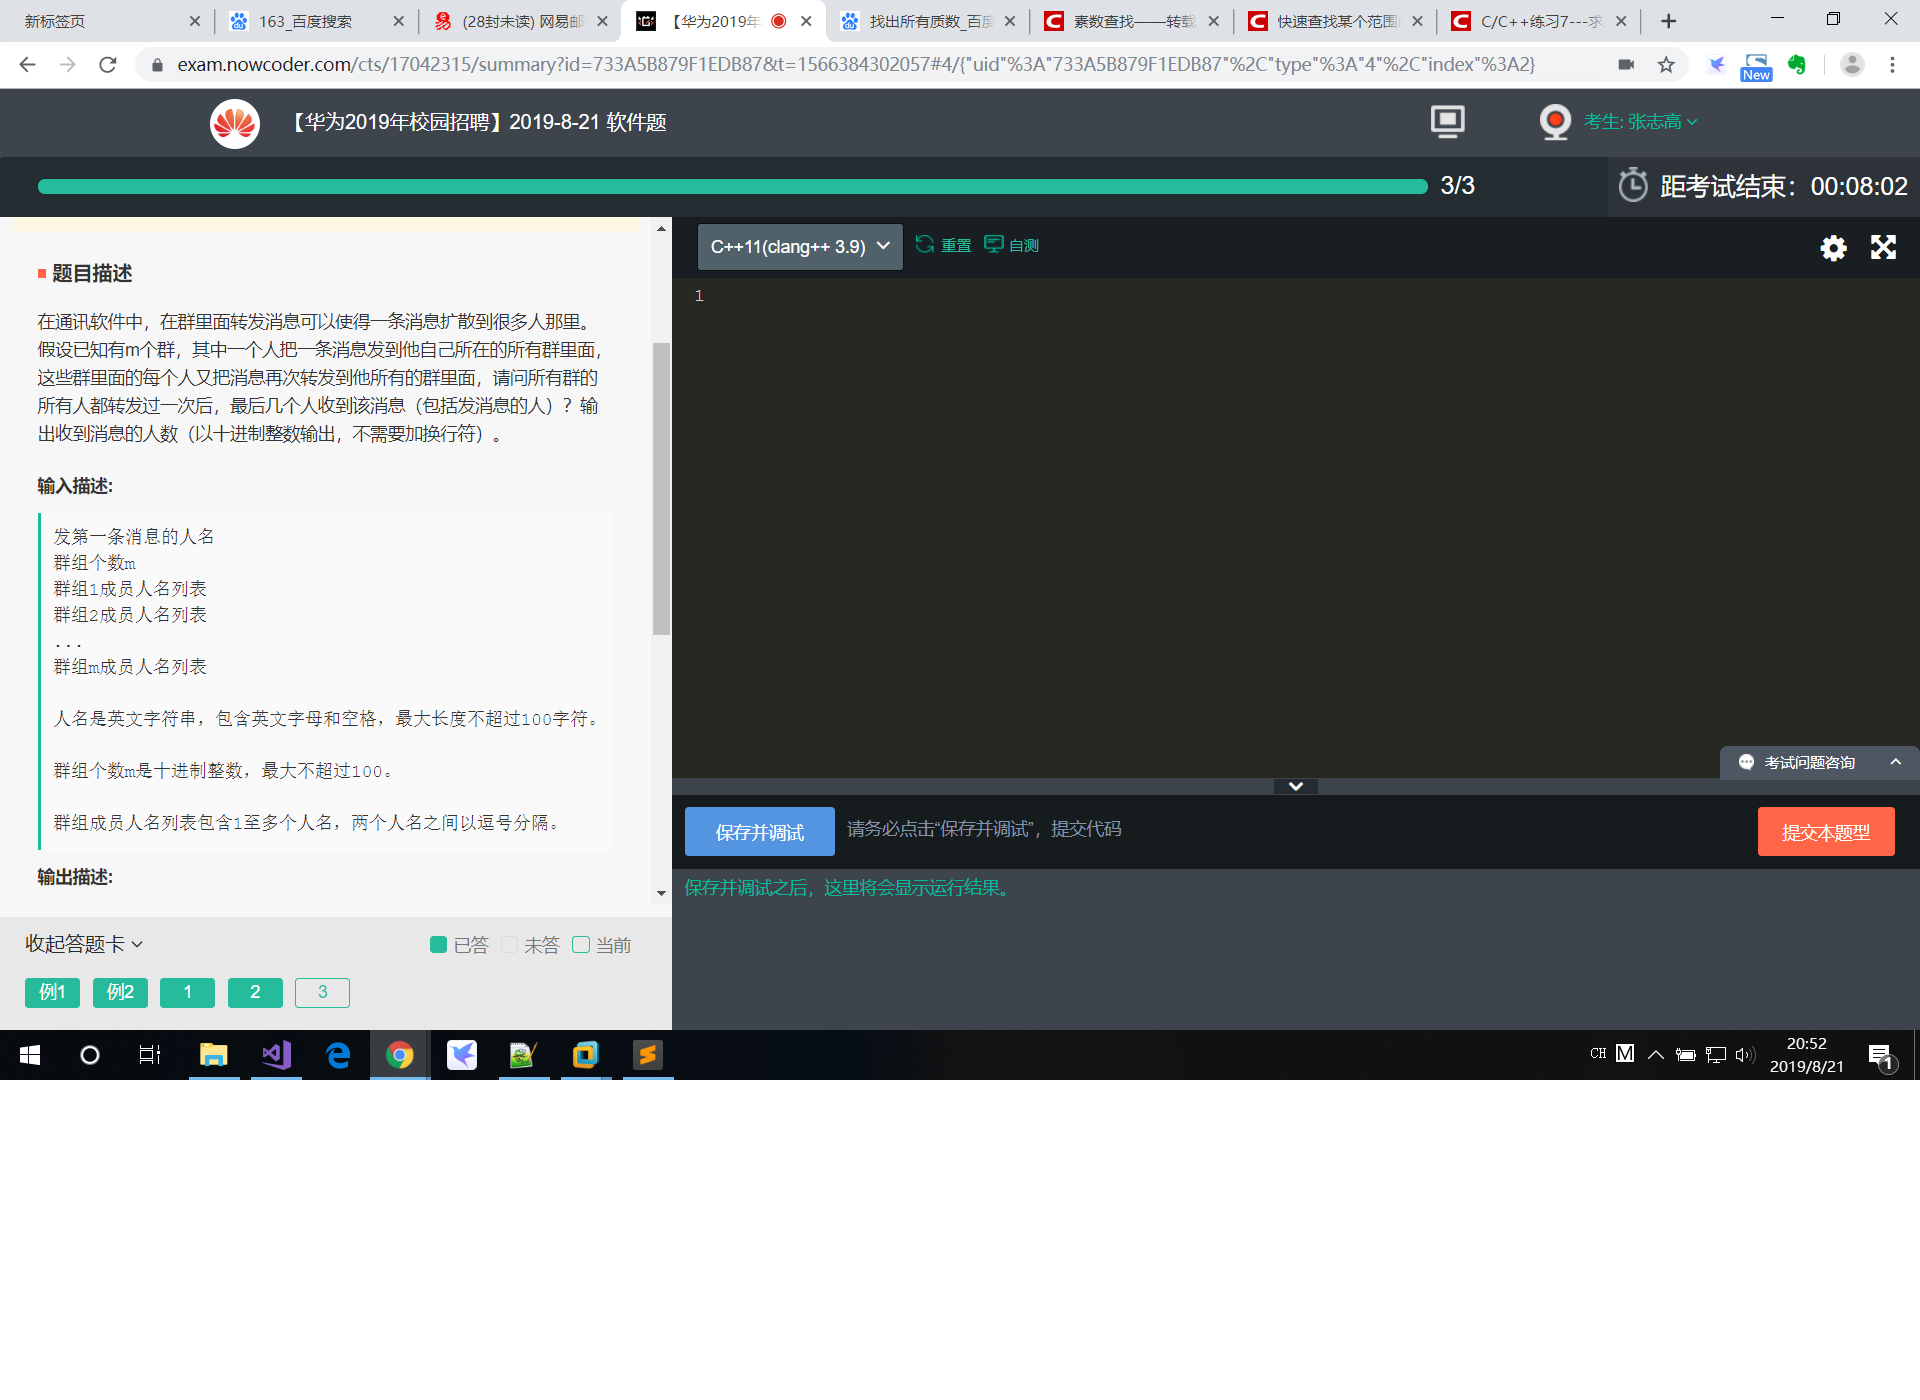 新标签页
163_百度搜索
(28封未读) 网易邮
【华为2019年
找出所有质数_百度
素数查找——转载
快速查找某个范围
C/C++练习7---求
exam.nowcoder.com/cts/17042315/summary?id=733A5B879F1EDB87&t=1566384302057#4/{"uid"%3A"733A5B879F1EDB87"%2C"type"%3A"4"%2C"index"%3A2}
New
【华为2019年校园招聘】2019-8-21 软件题
考生: 张志高
3/3
距考试结束：00:08:02
题目描述
在通讯软件中，在群里面转发消息可以使得一条消息扩散到很多人那里。
假设已知有m个群，其中一个人把一条消息发到他自己所在的所有群里面，
这些群里面的每个人又把消息再次转发到他所有的群里面，请问所有群的
所有人都转发过一次后，最后几个人收到该消息（包括发消息的人）？输
出收到消息的人数（以十进制整数输出，不需要加换行符）。
输入描述:
发第一条消息的人名
群组个数m
群组1成员人名列表
群组2成员人名列表
...
群组m成员人名列表
人名是英文字符串，包含英文字母和空格，最大长度不超过100字符。
群组个数m是十进制整数，最大不超过100。
群组成员人名列表包含1至多个人名，两个人名之间以逗号分隔。
输出描述:
收起答题卡
已答
未答
当前
例1
例2
1
2
3
C++11(clang++ 3.9)
重置
自测
1
考试问题咨询
保存并调试
请务必点击“保存并调试”，提交代码
提交本题型
保存并调试之后，这里将会显示运行结果。
CH
M
20:52
2019/8/21
1